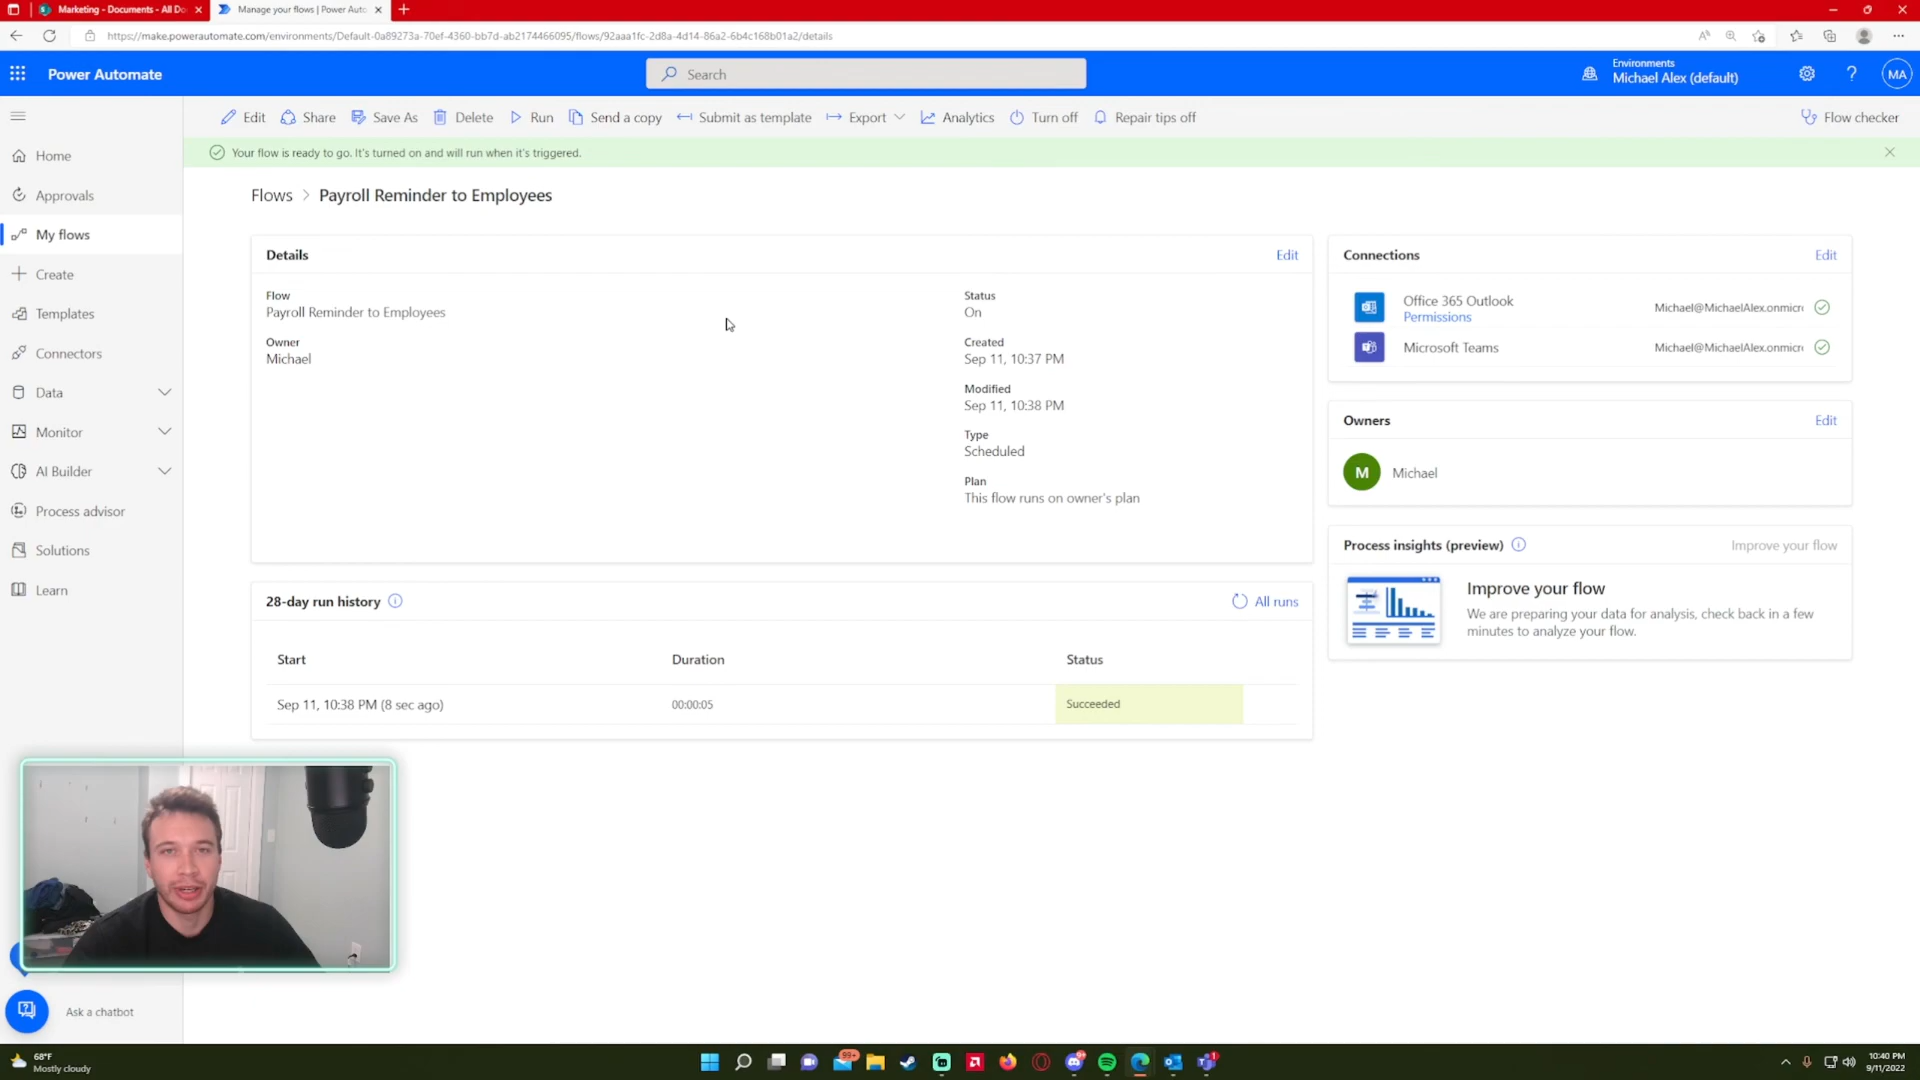 Marketing - Documents - All Do
Manage your flows | Power Auto
https://make.powerautomate.com/environments/Default-0a89273a-70ef-4360-bb7d-ab2174466095/flows/92aaa1fc-2d8a-4d14-86a2-6b4c168b01a2/details
Power Automate
Search
Environments
Michael Alex (default)
MA
Edit
Share
Save As
Delete
Run
Send a copy
Submit as template
Export
Analytics
Turn off
Repair tips off
Flow checker
Your flow is ready to go. It's turned on and will run when it's triggered.
Home
Approvals
My flows
Create
Templates
Connectors
Data
Monitor
AI Builder
Process advisor
Solutions
Learn
Ask a chatbot
Flows > Payroll Reminder to Employees
Details
Edit
Flow
Payroll Reminder to Employees
Owner
Michael
Status
On
Created
Sep 11, 10:37 PM
Modified
Sep 11, 10:38 PM
Type
Scheduled
Plan
This flow runs on owner's plan
28-day run history
All runs
Start
Duration
Status
Sep 11, 10:38 PM (8 sec ago)
00:00:05
Succeeded
Connections
Edit
Office 365 Outlook
Permissions
Michael@MichaelAlex.onmicr
Microsoft Teams
Michael@MichaelAlex.onmicr
Owners
Edit
M
Michael
Process insights (preview)
Improve your flow
Improve your flow
We are preparing your data for analysis, check back in a few
minutes to analyze your flow.
68°F
Mostly cloudy
99+
10:40 PM
9/11/2022